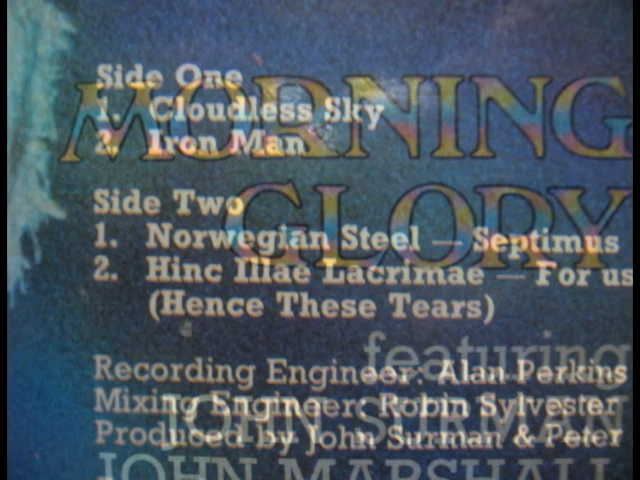 Side One
MORNING
1. Cloudless Sky
2. Iron Man
Side Two
GLORY
1. Norwegian Steel — Septimus
2. Hinc Illae Lacrimae — For us
(Hence These Tears)
featuring
Recording Engineer: Alan Perkins
Mixing Engineer: Robin Sylvester
JOHN SURMAN
Produced by John Surman & Peter
JOHN MARSHALL